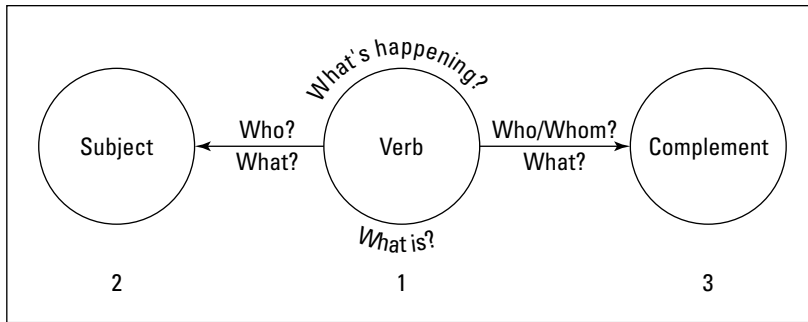 What's happening?
Subject
Who?
What?
Verb
Who/Whom?
What?
Complement
What is?
2
1
3